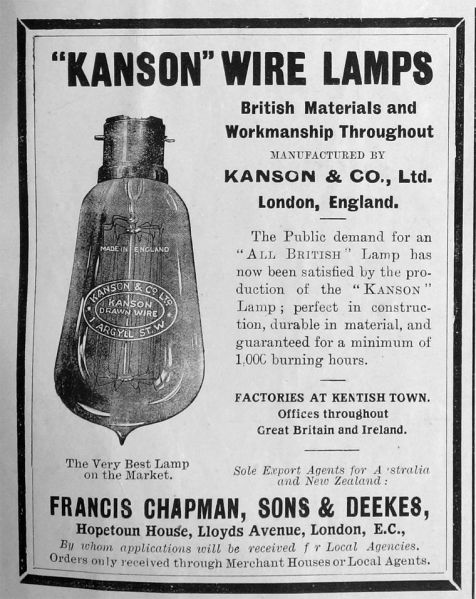 "KANSON" WIRE LAMPS
British Materials and
Workmanship Throughout
MANUFACTURED BY
KANSON & CO., Ltd.
London, England.
The Public demand for an
"ALL BRITISH" Lamp has
now been satisfied by the pro-
duction of the "KANSON"
Lamp; perfect in construc-
tion, durable in material, and
guaranteed for a minimum of
1,000 burning hours.
FACTORIES AT KENTISH TOWN.
Offices throughout
Great Britain and Ireland.
MADE IN ENGLAND
KANSON & CO LTD
KANSON
DRAWN WIRE
ARGYLL ST. W
The Very Best Lamp
on the Market.
Sole Export Agents for A stralia
and New Zealand:
FRANCIS CHAPMAN, SONS & DEEKES,
Hopetoun House, Lloyds Avenue, London, E.C.,
By whom applications will be received f r Local Agencies.
Orders only received through Merchant Houses or Local Agents.